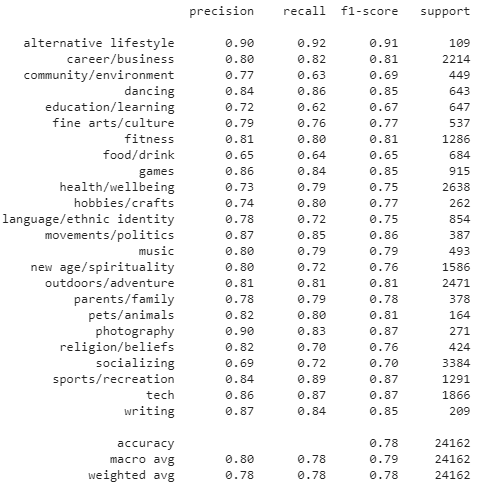 precision recall f1-score support
alternative lifestyle 0.90 0.92 0.91 109
career/business 0.80 0.82 0.81 2214
community/environment 0.77 0.63 0.69 449
dancing 0.84 0.86 0.85 643
education/learning 0.72 0.62 0.67 647
fine arts/culture 0.79 0.76 0.77 537
fitness 0.81 0.80 0.81 1286
food/drink 0.65 0.64 0.65 684
games 0.86 0.84 0.85 915
health/wellbeing 0.73 0.79 0.75 2638
hobbies/crafts 0.74 0.80 0.77 262
language/ethnic identity 0.78 0.72 0.75 854
movements/politics 0.87 0.85 0.86 387
music 0.80 0.79 0.79 493
new age/spirituality 0.80 0.72 0.76 1586
outdoors/adventure 0.81 0.81 0.81 2471
parents/family 0.78 0.79 0.78 378
pets/animals 0.82 0.80 0.81 164
photography 0.90 0.83 0.87 271
religion/beliefs 0.82 0.70 0.76 424
socializing 0.69 0.72 0.70 3384
sports/recreation 0.84 0.89 0.87 1291
tech 0.86 0.87 0.87 1866
writing 0.87 0.84 0.85 209
accuracy 0.78 24162
macro avg 0.80 0.78 0.79 24162
weighted avg 0.78 0.78 0.78 24162